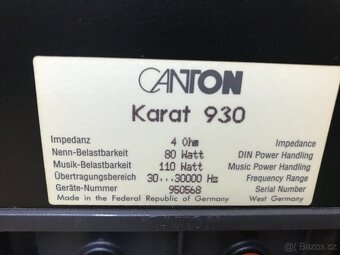 CANTON
Karat 930
Impedanz 4 Ohm Impedance
Nenn-Belastbarkeit 80 Watt DIN Power Handling
Musik-Belastbarkeit 110 Watt Music Power Handling
Übertragungsbereich 30...30000 Hz Frequency Range
Geräte-Nummer 950568 Serial Number
Made in the Federal Republic of Germany West Germany
Bazos.cz